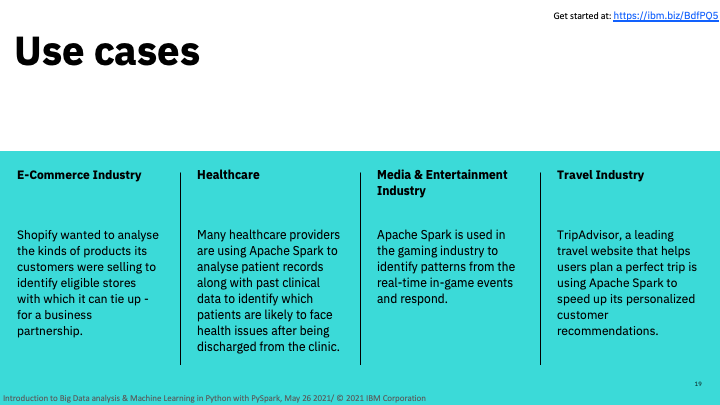 Get started at: https://ibm.biz/BdfPQ5
Use cases
E-Commerce Industry
Shopify wanted to analyse
the kinds of products its
customers were selling to
identify eligible stores
with which it can tie up -
for a business
partnership.
Healthcare
Many healthcare providers
are using Apache Spark to
analyse patient records
along with past clinical
data to identify which
patients are likely to face
health issues after being
discharged from the clinic.
Media & Entertainment
Industry
Apache Spark is used in
the gaming industry to
identify patterns from the
real-time in-game events
and respond.
Travel Industry
TripAdvisor, a leading
travel website that helps
users plan a perfect trip is
using Apache Spark to
speed up its personalized
customer
recommendations.
19
Introduction to Big Data analysis & Machine Learning in Python with PySpark, May 26 2021/ © 2021 IBM Corporation